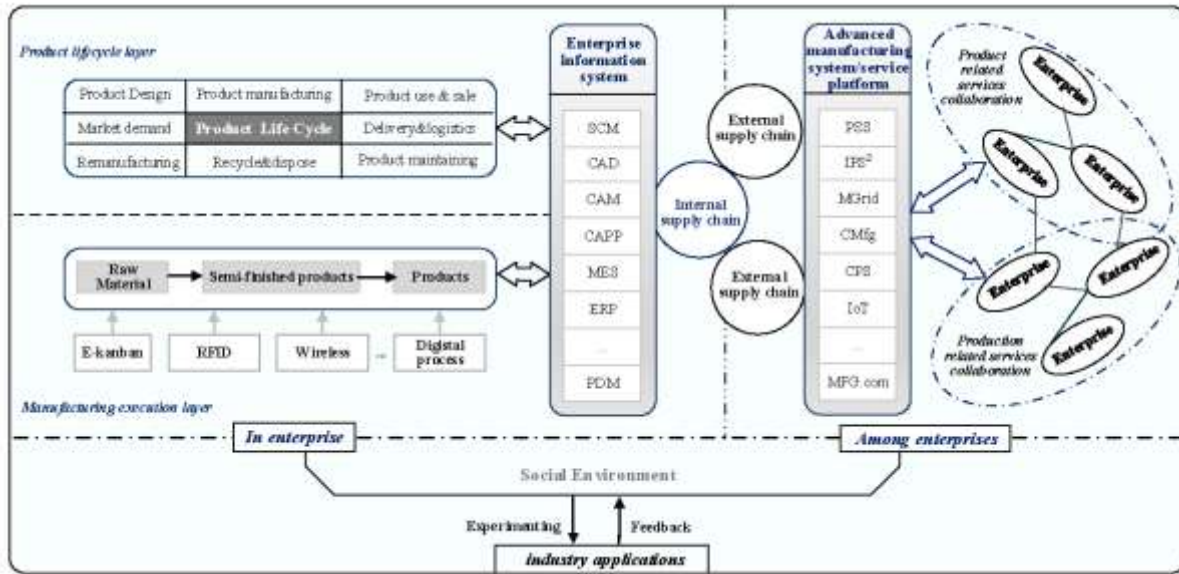 Product lifecycle layer
Product Design
Product manufacturing
Product use & sale
Market demand
Product Life Cycle
Delivery&logistics
Remanufacturing
Recycle&dispose
Product maintaining
Raw
Material
Semi-finished products
Products
E-kanban
RFID
Wireless
...
Digistal
process
Manufacturing execution layer
Enterprise
Information
system
SCM
CAD
CAM
CAPP
MES
ERP
...
PDM
External
supply chain
Internal
supply chain
External
supply chain
Advanced
manufacturing
system/service
platform
PSS
IPS²
MGrid
CMfg
CPS
IoT
...
MFG.com
Product
related
services
collaboration
Enterprise
Enterprise
Enterprise
Enterprise
Enterprise
Enterprise
Production
related services
collaboration
In enterprise
Among enterprises
Social Environment
Experimenting
Feedback
industry applications